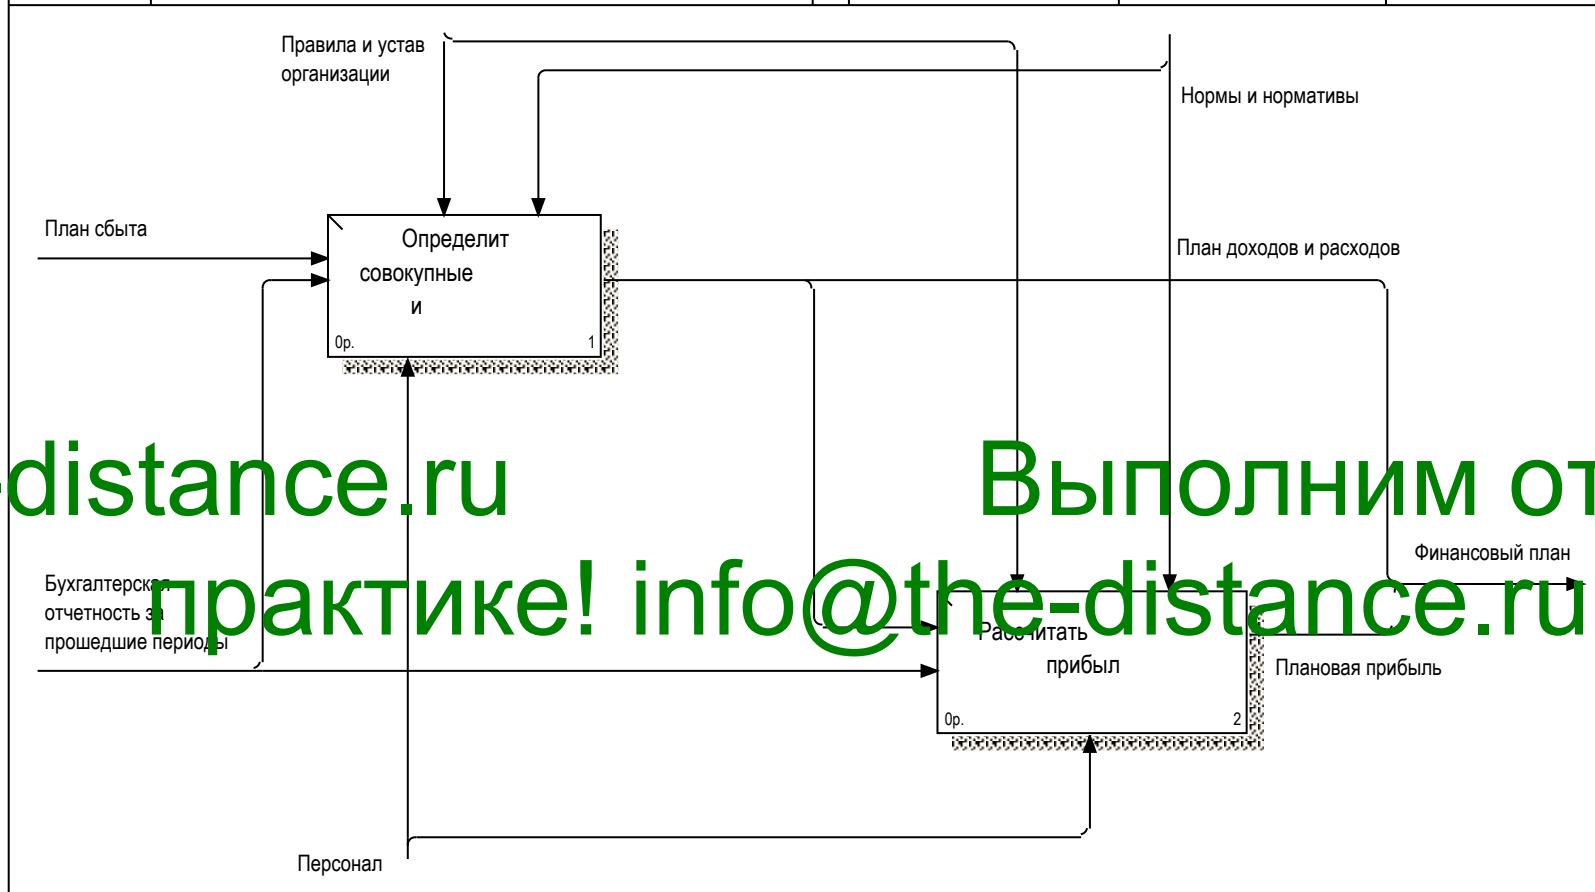 Правила и устав
организации
Нормы и нормативы
План сбыта
Определит
совокупные
и
0р.
1
План доходов и расходов
-distance.ru
Выполним от
Финансовый план
Бухгалтерская
отчетность за
прошедшие периоды
практике! info@the-distance.ru
Рассчитать
прибыл
0р.
2
Плановая прибыль
Персонал